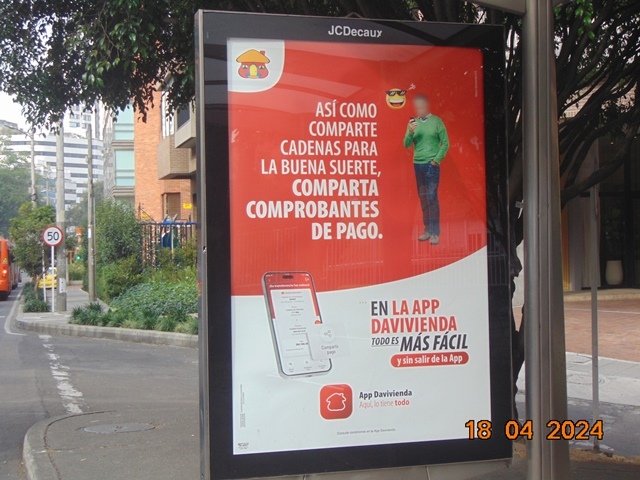 JCDecaux
ASÍ COMO
COMPARTE
CADENAS PARA
LA BUENA SUERTE,
COMPARTA
COMPROBANTES
DE PAGO.
50
EN LA APP
DAVIVIENDA
TODO ES MÁS FÁCIL
y sin salir de la App
App Davivienda
Aquí, lo tiene todo
18 04 2024